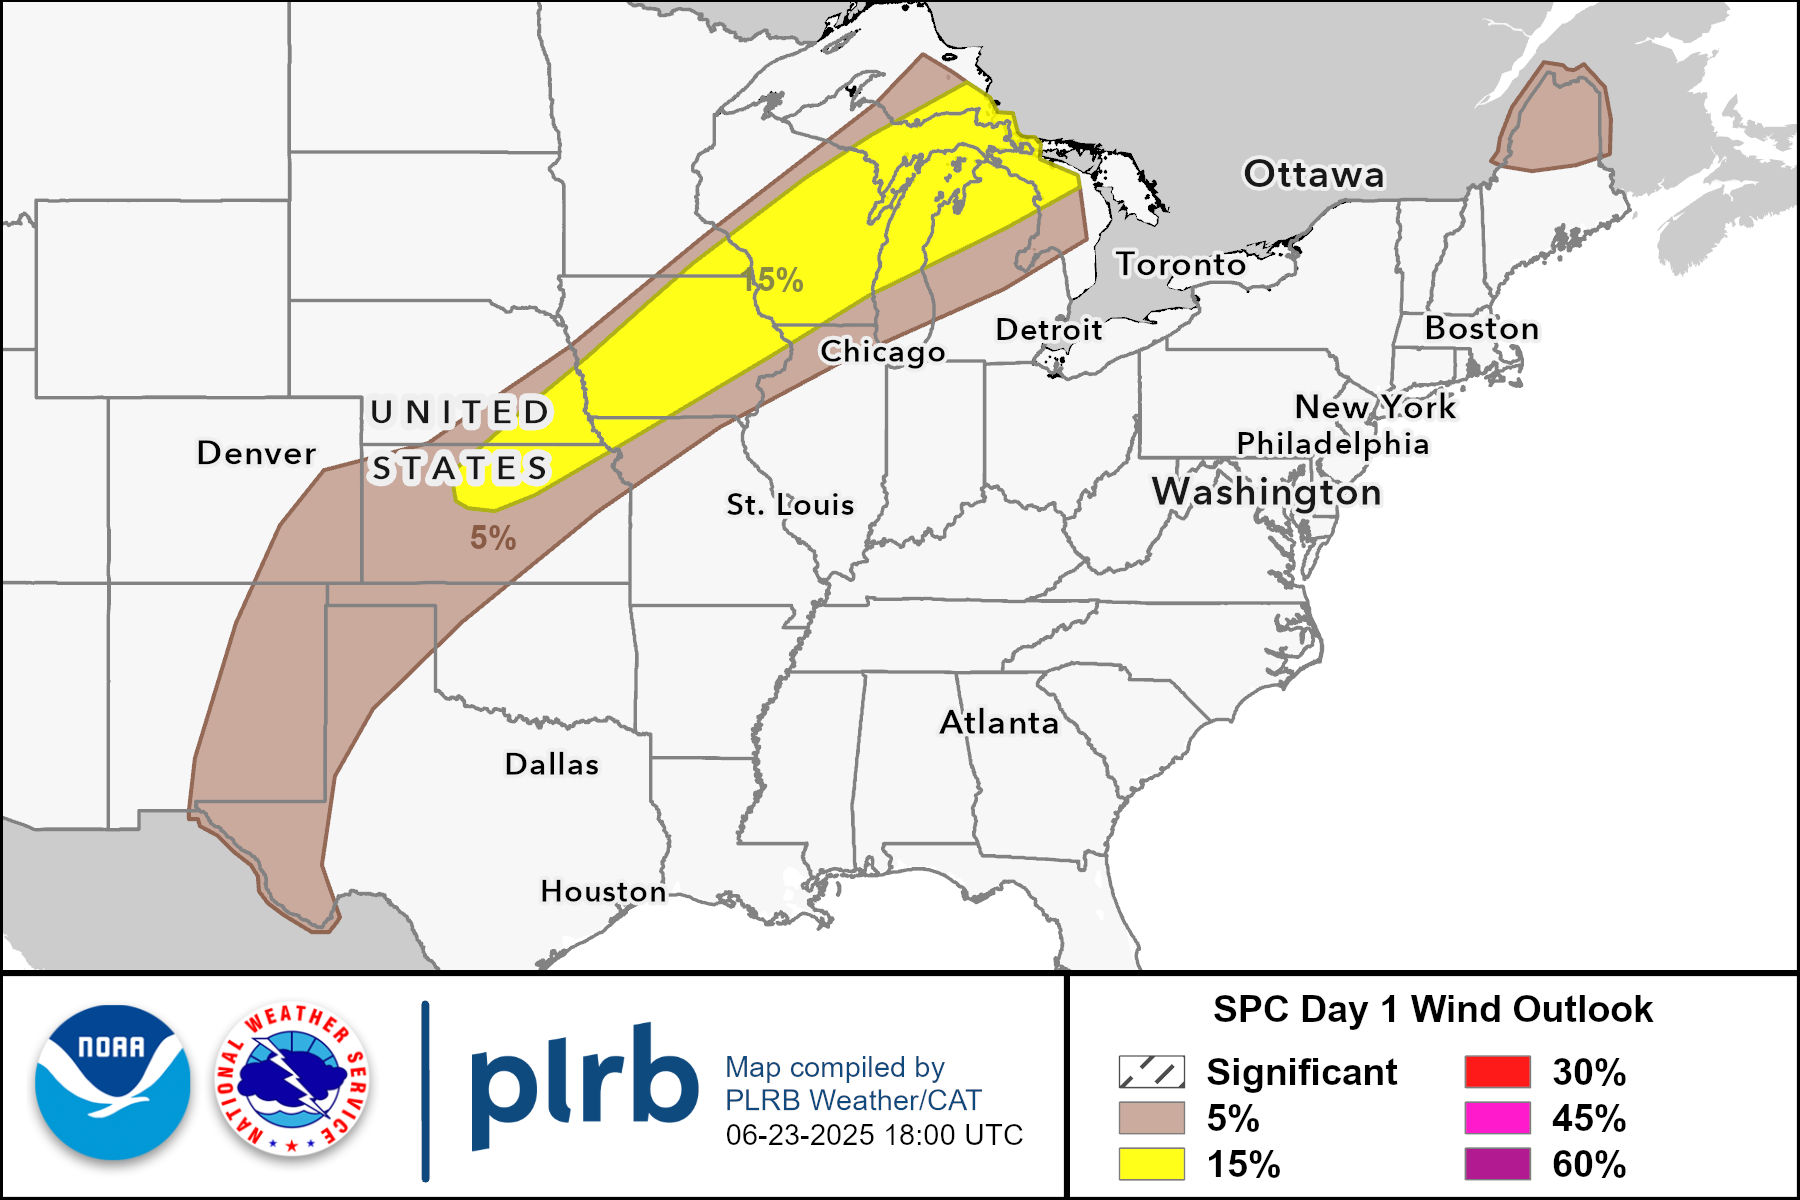 Ottawa
Toronto
15%
Detroit
Boston
Chicago
UNITED
New York
Philadelphia
Denver
STATES
Washington
St. Louis
5%
Atlanta
Dallas
Houston
NOAA
NATIONAL WEATHER SERVICE
plrb
Map compiled by
PLRB Weather/CAT
06-23-2025 18:00 UTC
SPC Day 1 Wind Outlook
Significant
5%
15%
30%
45%
60%